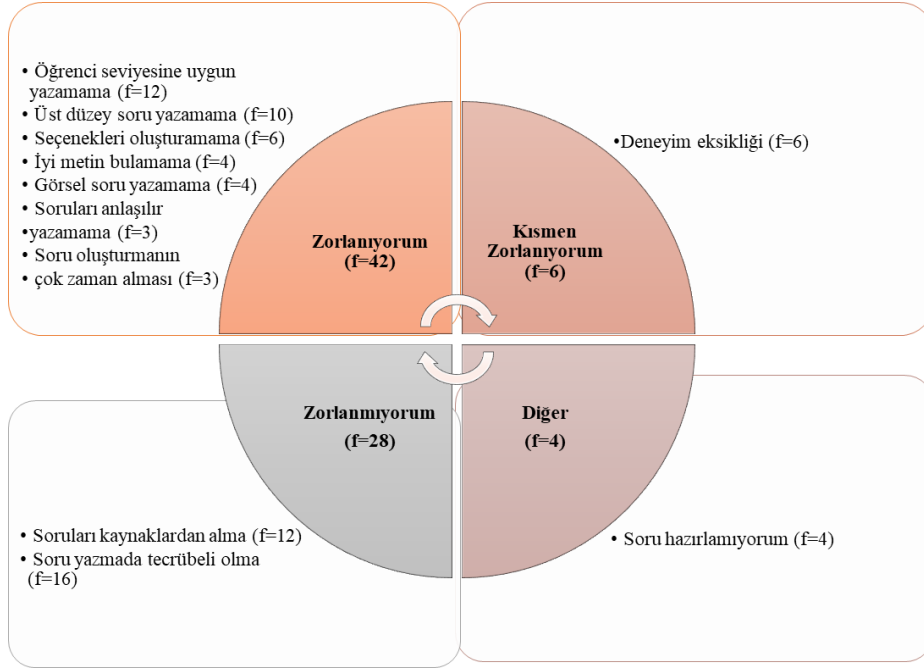 • Öğrenci seviyesine uygun
yazamama (f=12)
• Üst düzey soru yazamama (f=10)
• Seçenekleri oluşturamama (f=6)
• İyi metin bulamama (f=4)
• Görsel soru yazamama (f=4)
• Soruları anlaşılır
•yazamama (f=3)
• Soru oluşturmanın
• çok zaman alması (f=3)
Zorlanıyorum
(f=42)
•Deneyim eksikliği (f=6)
Kısmen
Zorlanıyorum
(f=6)
Zorlanmıyorum
(f=28)
• Soruları kaynaklardan alma (f=12)
• Soru yazmada tecrübeli olma
(f=16)
Diğer
(f=4)
• Soru hazırlamıyorum (f=4)